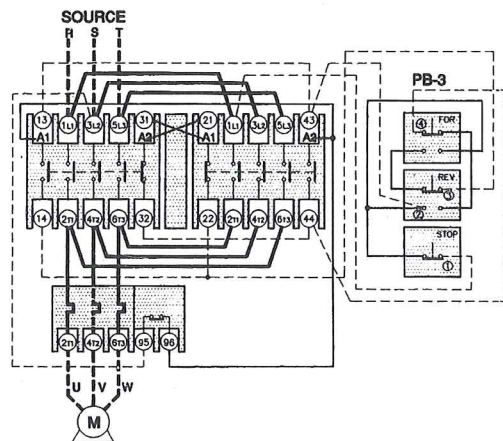 SOURCE
R S T
PB-3
13 1L1 3L2 5L3 31 21 1L1 3L2 5L3 43
A1 A2 A1 A2
④ FOR
REV.
③
②
STOP
①
14 2T1 4T2 6T3 32 22 2T1 4T2 6T3 44
2T1 4T2 6T3 95 96
U V W
M